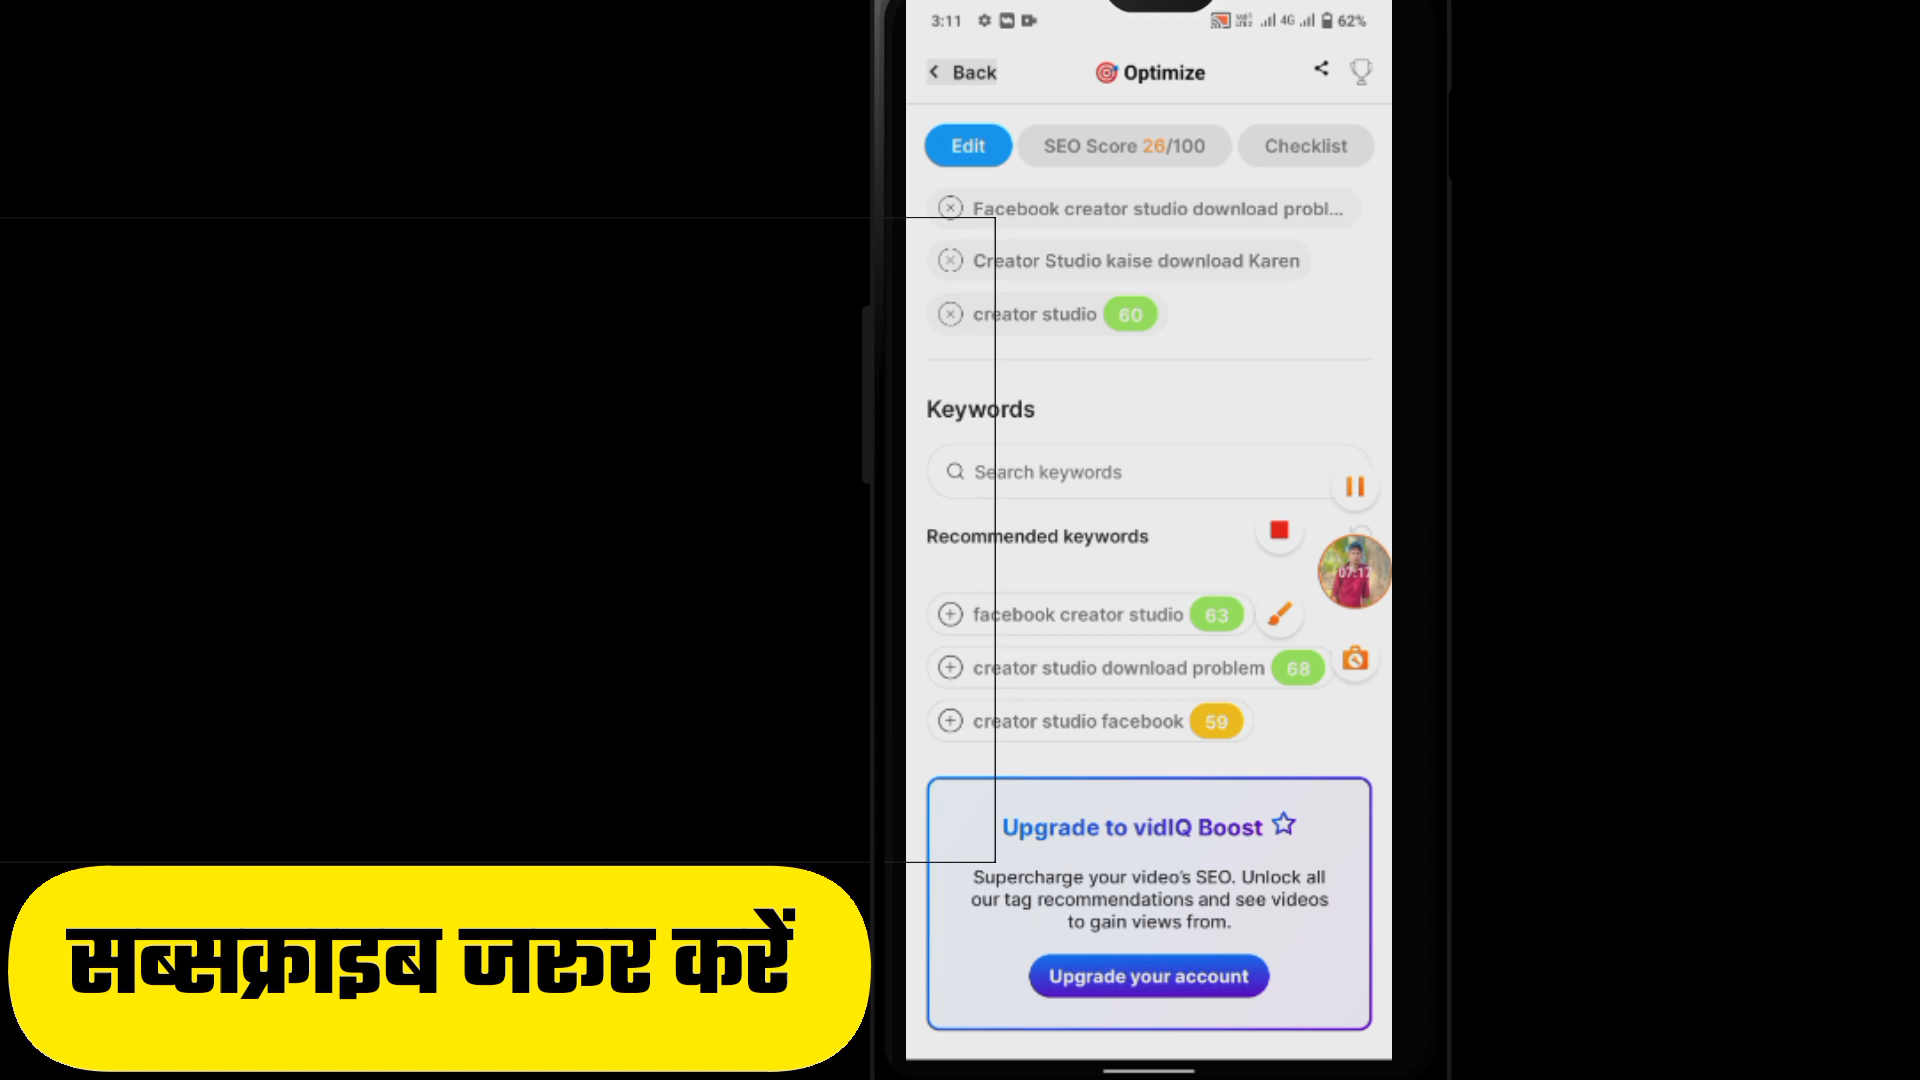 3:11
4G
62%
Back
Optimize
Edit
SEO Score 26/100
Checklist
Facebook creator studio download probl...
Creator Studio kaise download Karen
creator studio 60
Keywords
Search keywords
Recommended keywords
07:17
facebook creator studio 63
creator studio download problem 68
creator studio facebook 59
Upgrade to vidIQ Boost
Supercharge your video's SEO. Unlock all
our tag recommendations and see videos
to gain views from.
Upgrade your account
सब्सक्राइब जरूर करें